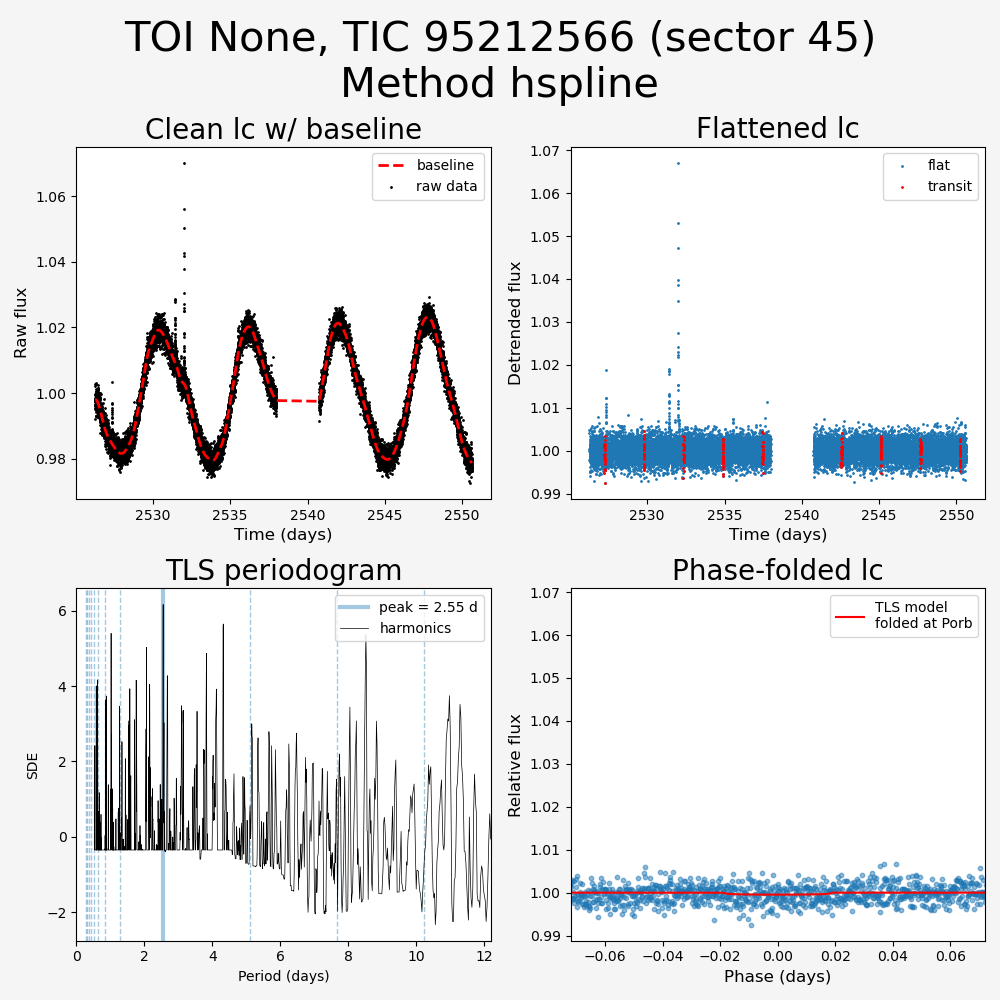 TOI None, TIC 95212566 (sector 45)
Method hspline
Clean lc w/ baseline
baseline
raw data
1.06
1.04
1.02
1.00
0.98
Raw flux
2530
2535
2540
2545
2550
Time (days)
Flattened lc
flat
transit
1.07
1.06
1.05
1.04
1.03
1.02
1.01
1.00
0.99
Detrended flux
2530
2535
2540
2545
2550
Time (days)
TLS periodogram
peak = 2.55 d
harmonics
6
4
2
0
−2
SDE
0
2
4
6
8
10
12
Period (days)
Phase-folded lc
TLS model
folded at Porb
1.07
1.06
1.05
1.04
1.03
1.02
1.01
1.00
0.99
Relative flux
−0.06
−0.04
−0.02
0.00
0.02
0.04
0.06
Phase (days)